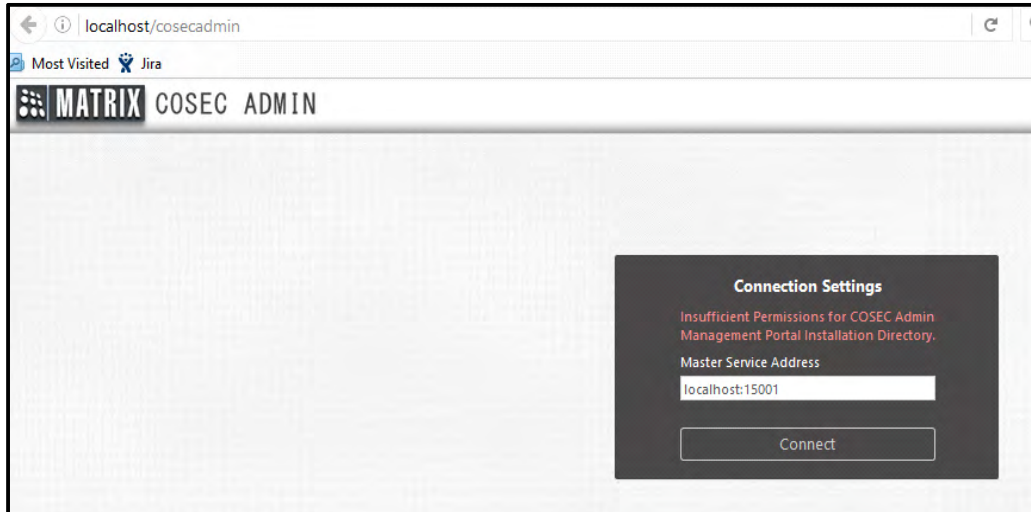 localhost/cosecadmin
Most Visited Jira
MATRIX COSEC ADMIN
Connection Settings
Insufficient Permissions for COSEC Admin
Management Portal Installation Directory.
Master Service Address
localhost:15001
Connect